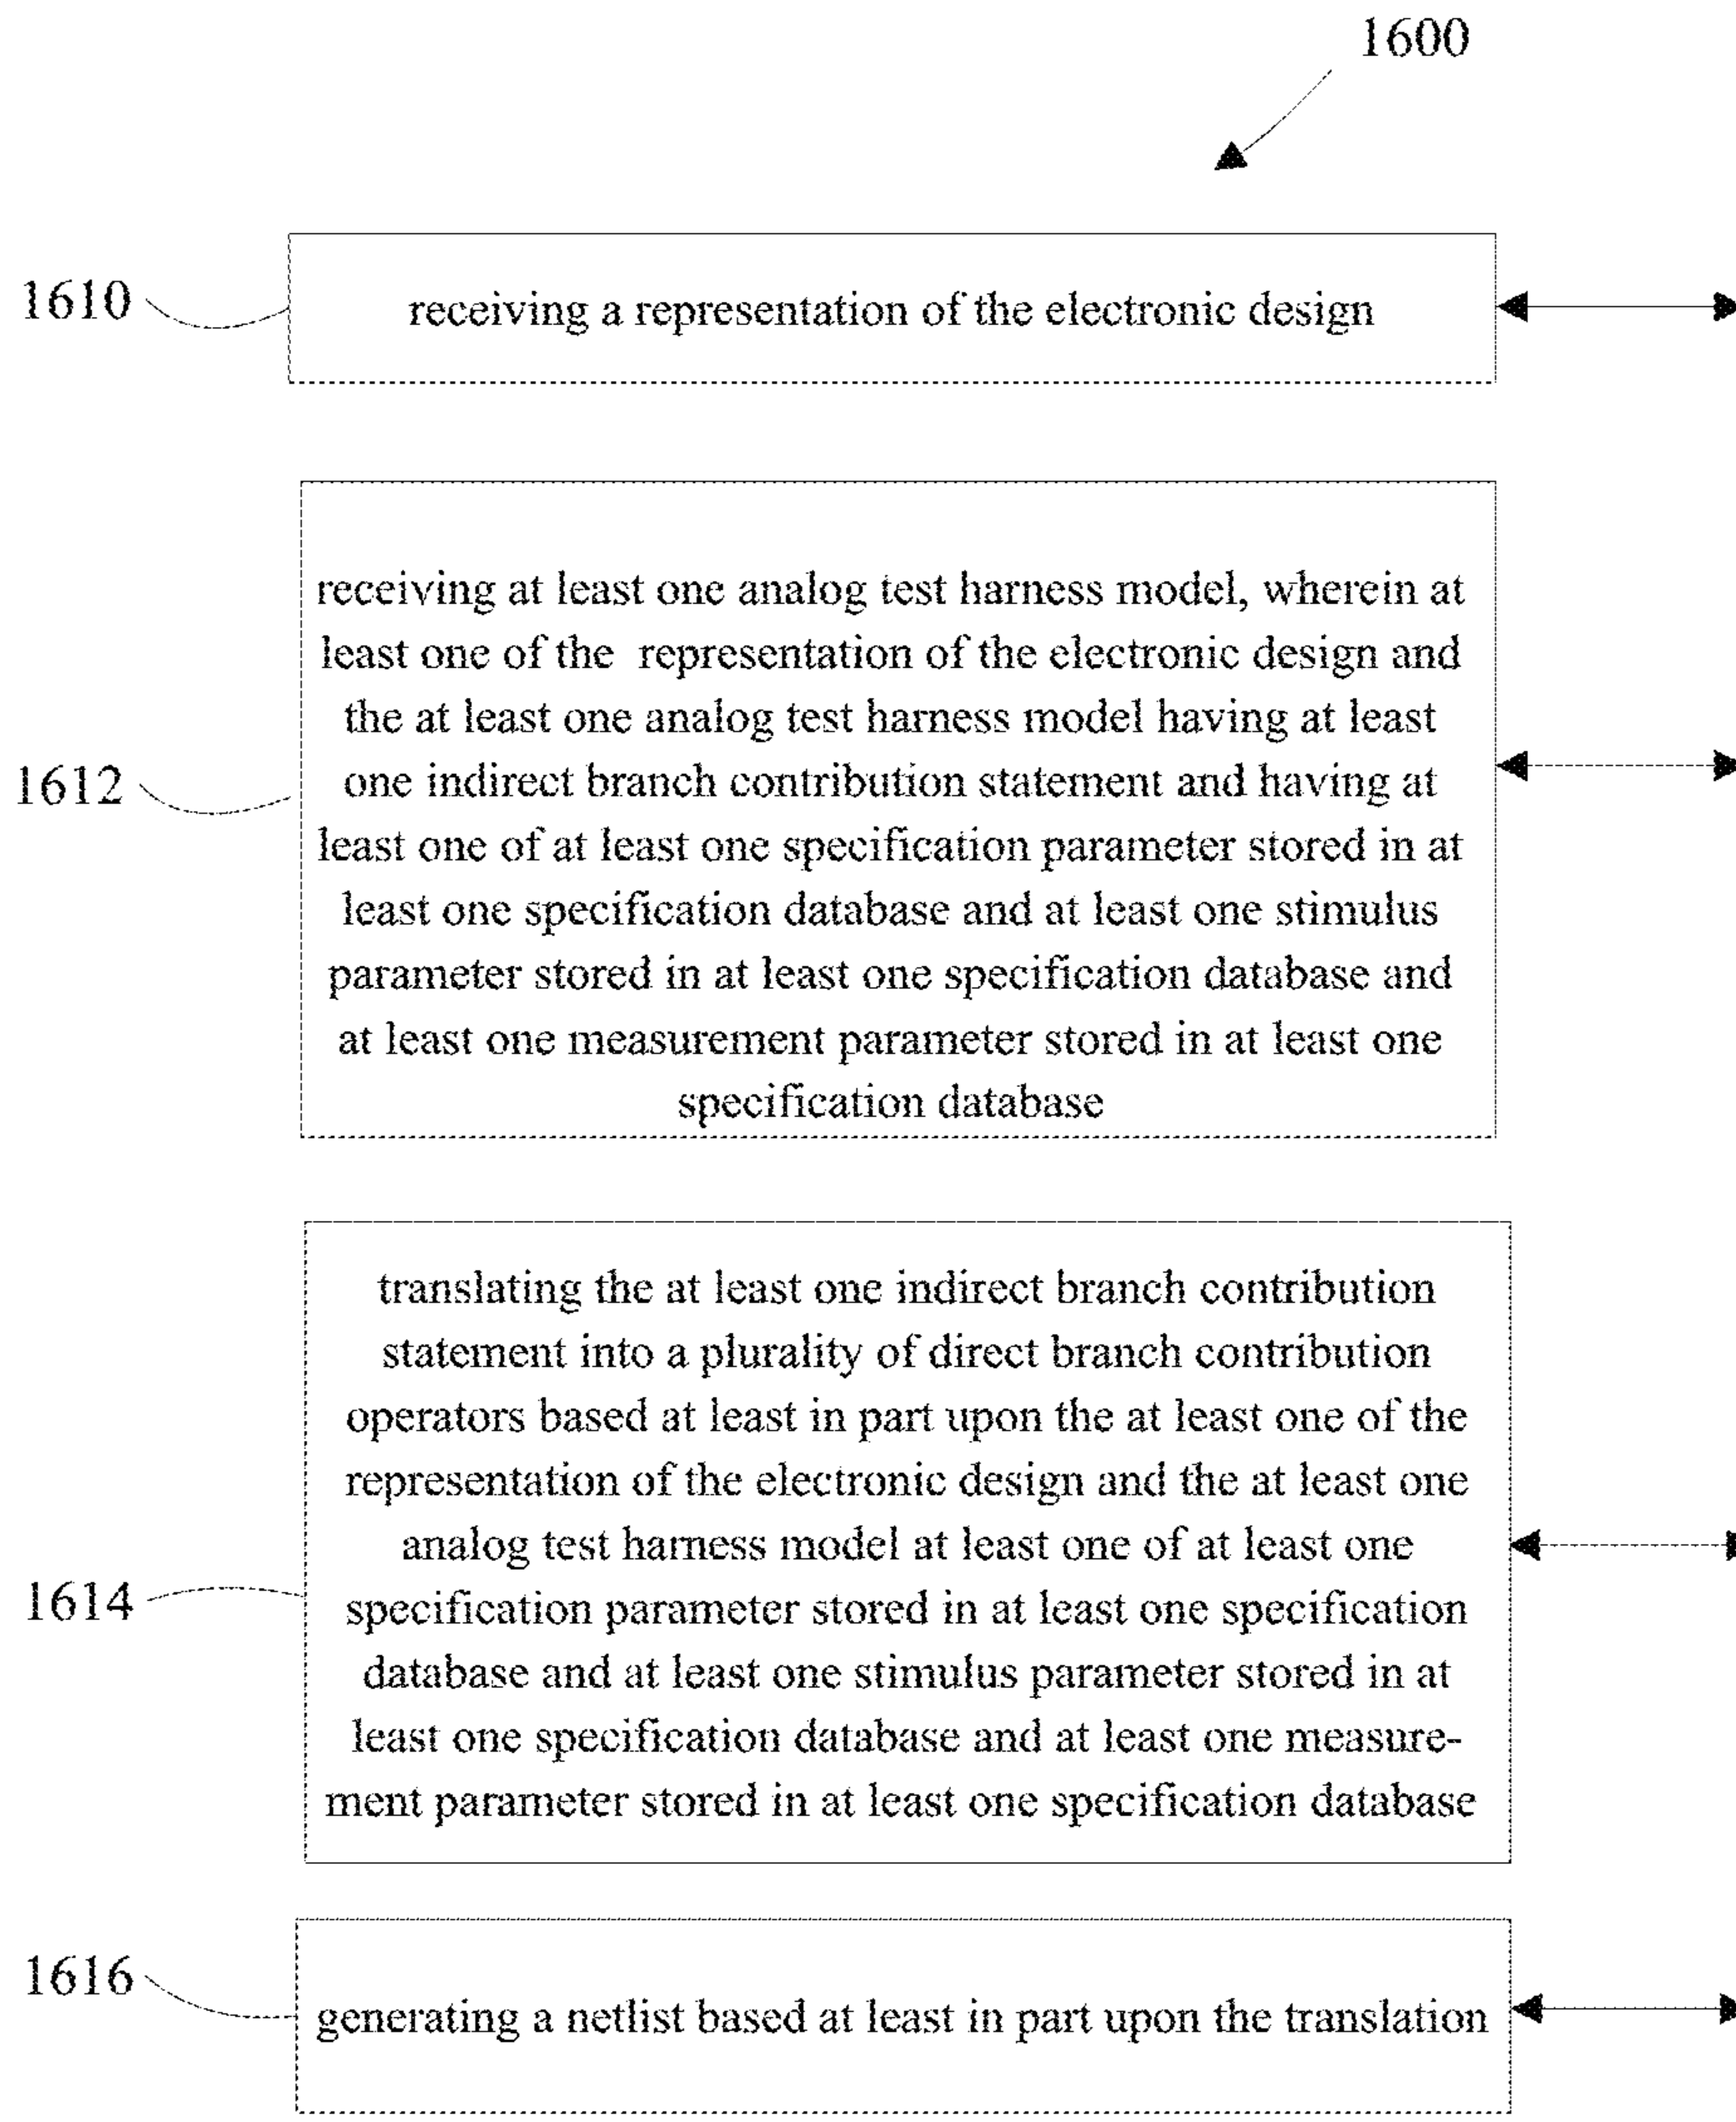 1600
1610
receiving a representation of the electronic design
1612
receiving at least one analog test harness model, wherein at
least one of the representation of the electronic design and
the at least one analog test harness model having at least
one indirect branch contribution statement and having at
least one of at least one specification parameter stored in at
least one specification database and at least one stimulus
parameter stored in at least one specification database and
at least one measurement parameter stored in at least one
specification database
1614
translating the at least one indirect branch contribution
statement into a plurality of direct branch contribution
operators based at least in part upon the at least one of the
representation of the electronic design and the at least one
analog test harness model at least one of at least one
specification parameter stored in at least one specification
database and at least one stimulus parameter stored in at
least one specification database and at least one measure-
ment parameter stored in at least one specification database
1616
generating a netlist based at least in part upon the translation